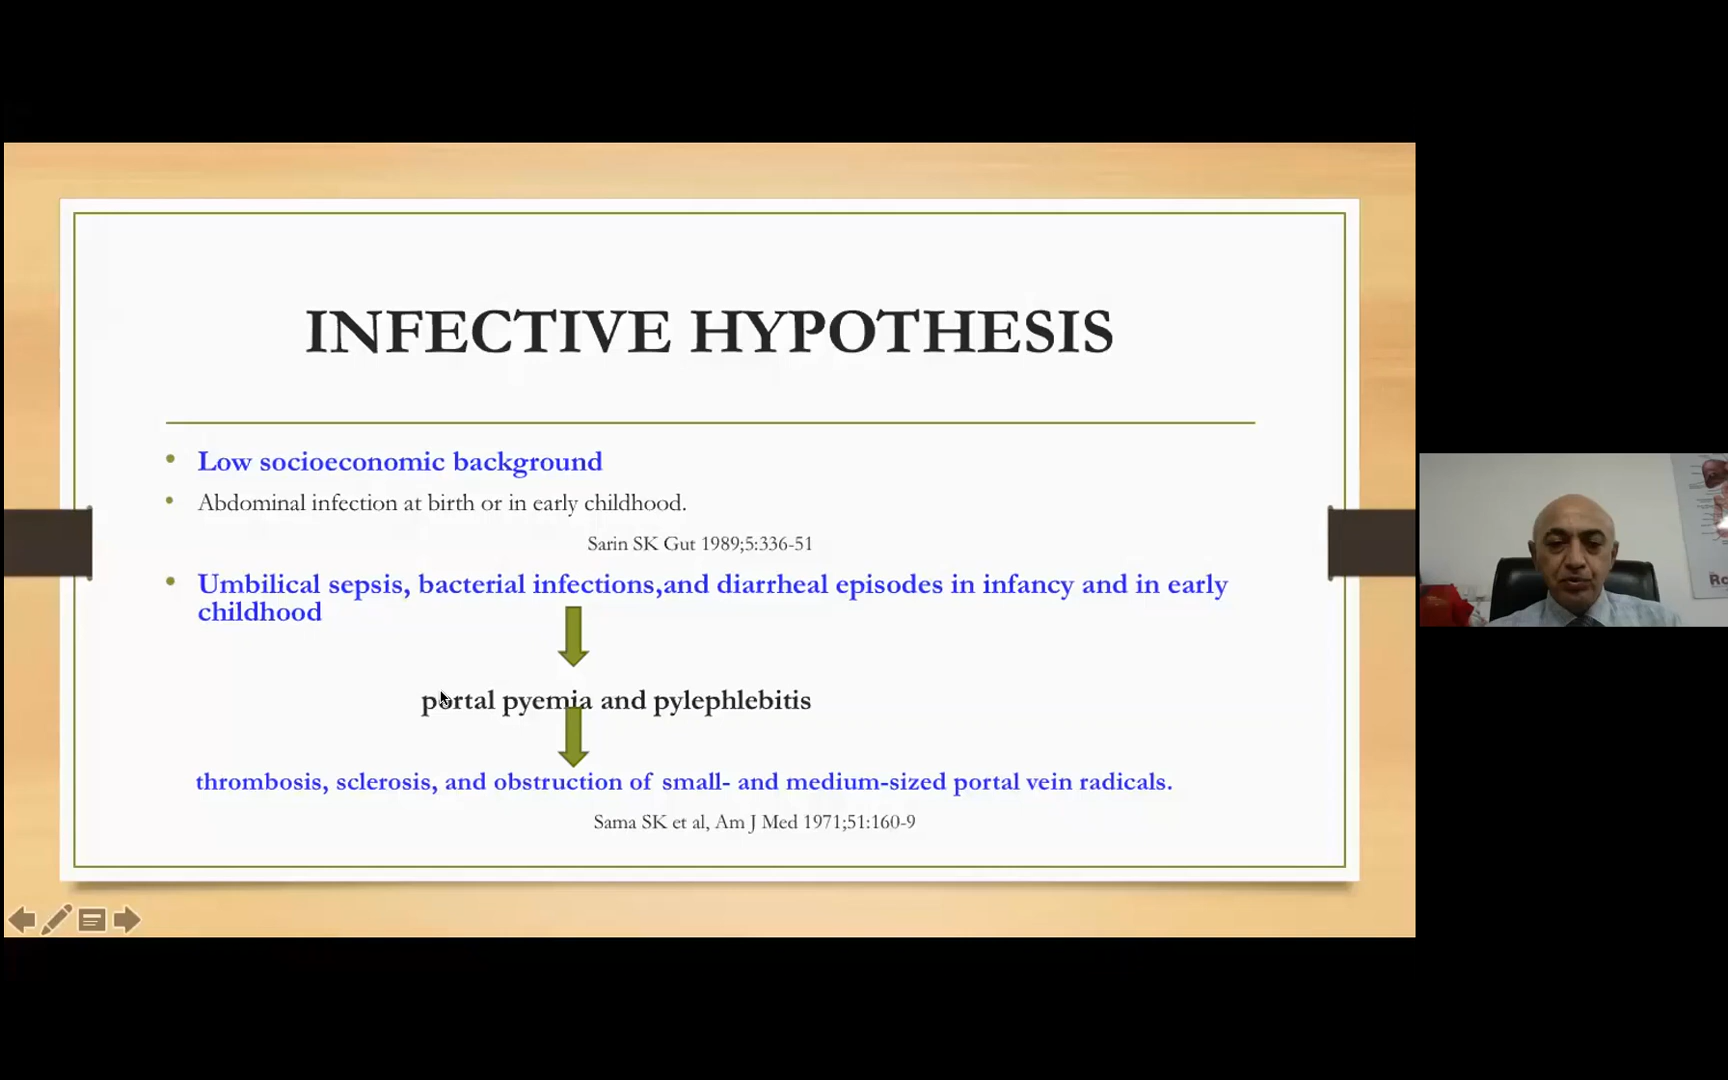 INFECTIVE HYPOTHESIS
• Low socioeconomic background
• Abdominal infection at birth or in early childhood.
Sarin SK Gut 1989;5:336-51
• Umbilical sepsis, bacterial infections,and diarrheal episodes in infancy and in early
childhood
portal pyemia and pylephlebitis
thrombosis, sclerosis, and obstruction of small- and medium-sized portal vein radicals.
Sama SK et al, Am J Med 1971;51:160-9